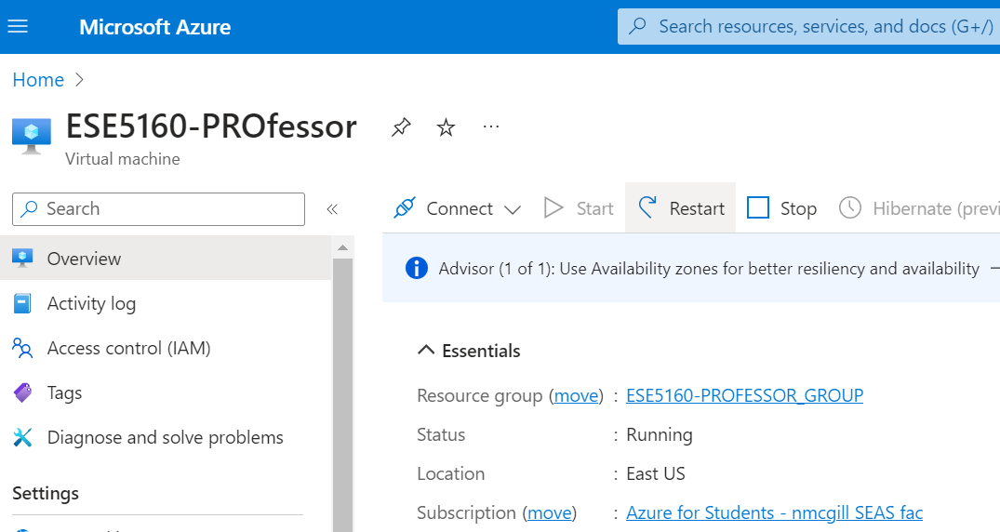 Microsoft Azure
Search resources, services, and docs (G+/)
Home
ESE5160-PROfessor
Virtual machine
Search
Connect
Start
Restart
Stop
Hibernate
Overview
Activity log
Access control (IAM)
Tags
Diagnose and solve problems
Settings
Advisor (1 of 1): Use Availability zones for better resiliency and availability
Essentials
Resource group (move) : ESE5160-PROFESSOR_GROUP
Status : Running
Location : East US
Subscription (move) : Azure for Students - nmcgill SEAS fac